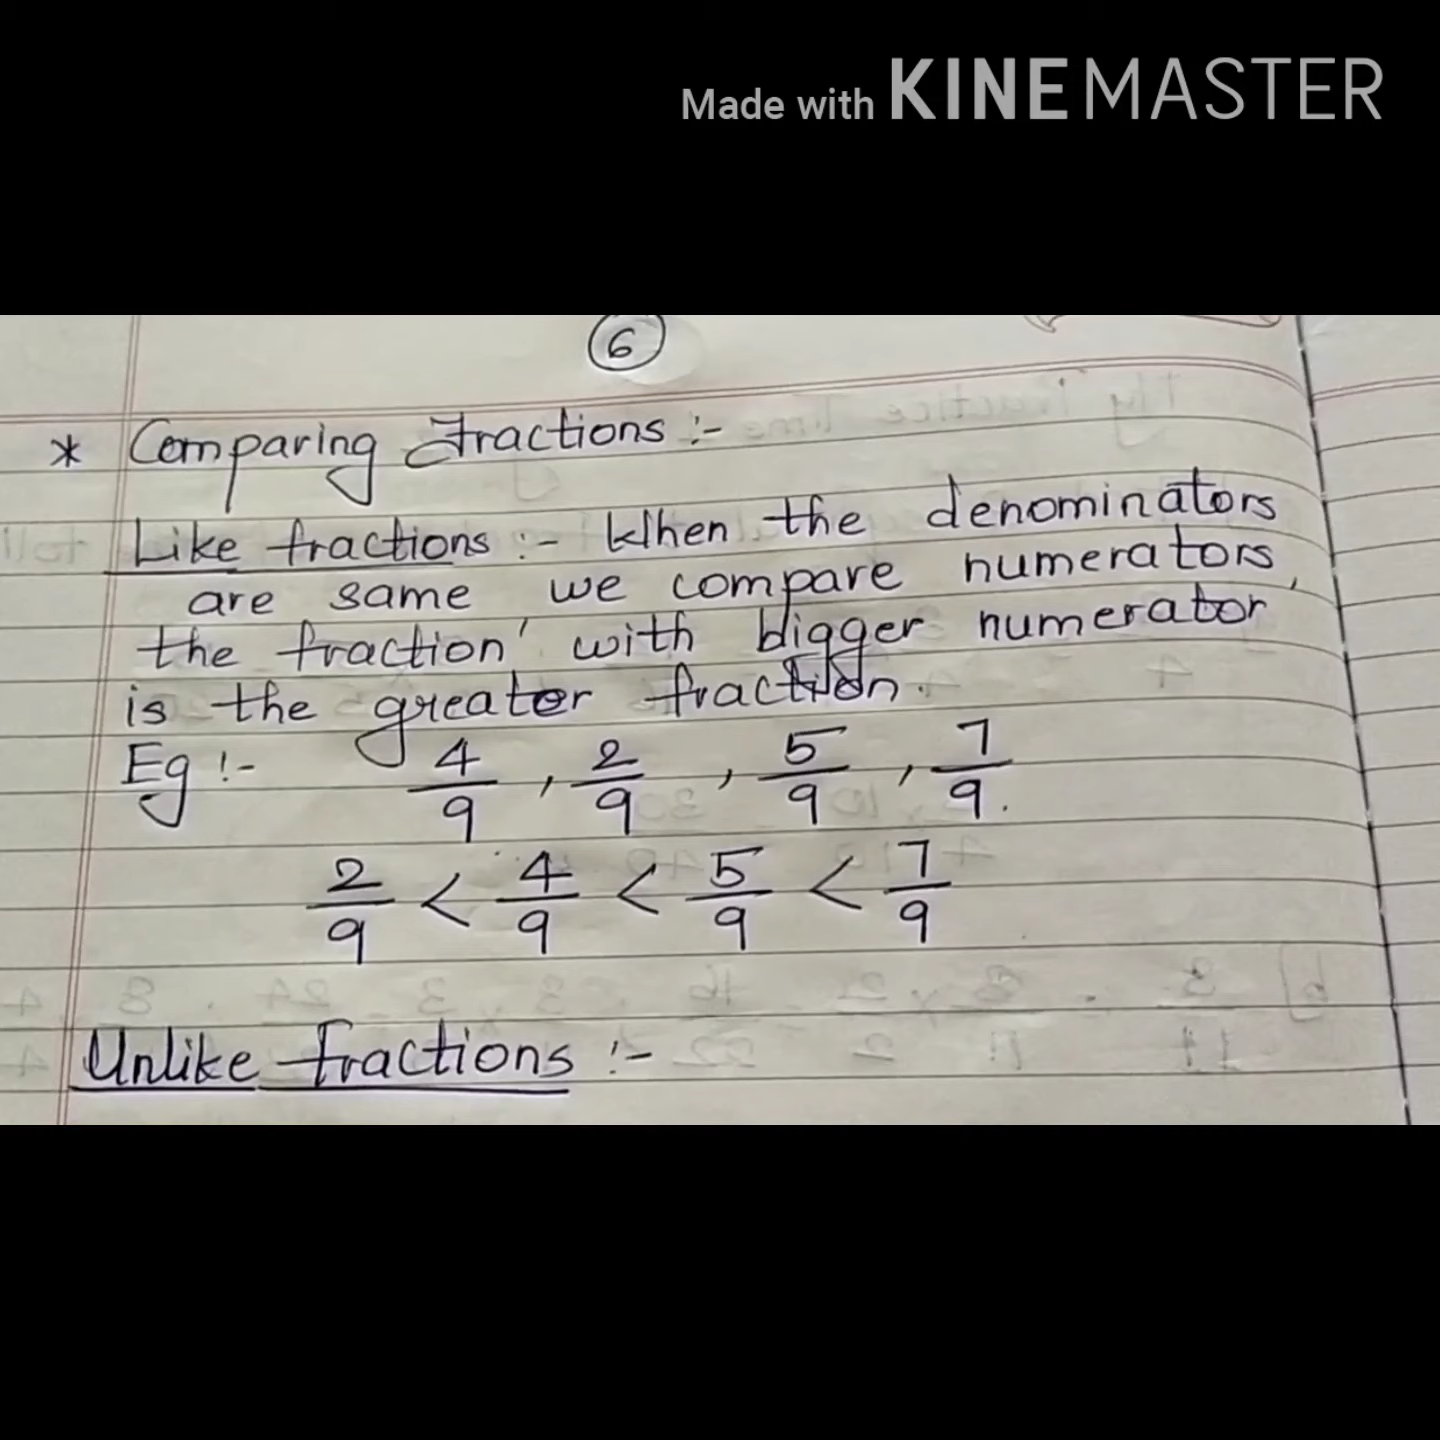 Made with KINEMASTER
6
* Comparing Fractions :-
Like fractions :- When the denominators
are same we compare numerators,
the fraction with bigger numerator
is the greater fraction.
Eg :- 4/9 , 2/9 , 5/9 , 7/9.
2/9 < 4/9 < 5/9 < 7/9
Unlike fractions :-